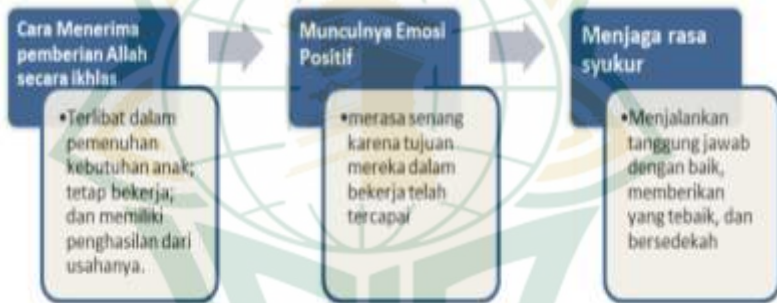 Cara Menerima
pemberian Allah
secara ikhlas
•Terlibat dalam
pemenuhan
kebutuhan anak;
tetap bekerja;
dan memiliki
penghasilan dari
usahanya.
Munculnya Emosi
Positif
•merasa senang
karena tujuan
mereka dalam
bekerja telah
tercapai
Menjaga rasa
syukur
•Menjalankan
tanggung jawab
dengan baik,
memberikan
yang tebaik, dan
bersedekah